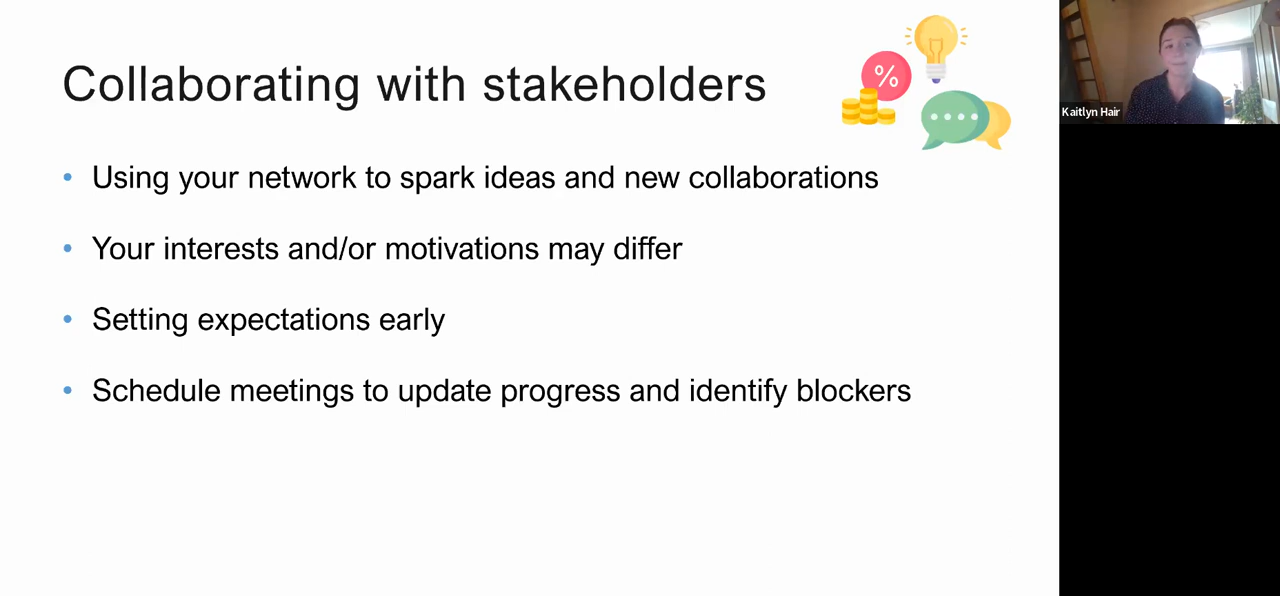 Collaborating with stakeholders
%
Kaitlyn Hair
• Using your network to spark ideas and new collaborations
• Your interests and/or motivations may differ
• Setting expectations early
• Schedule meetings to update progress and identify blockers